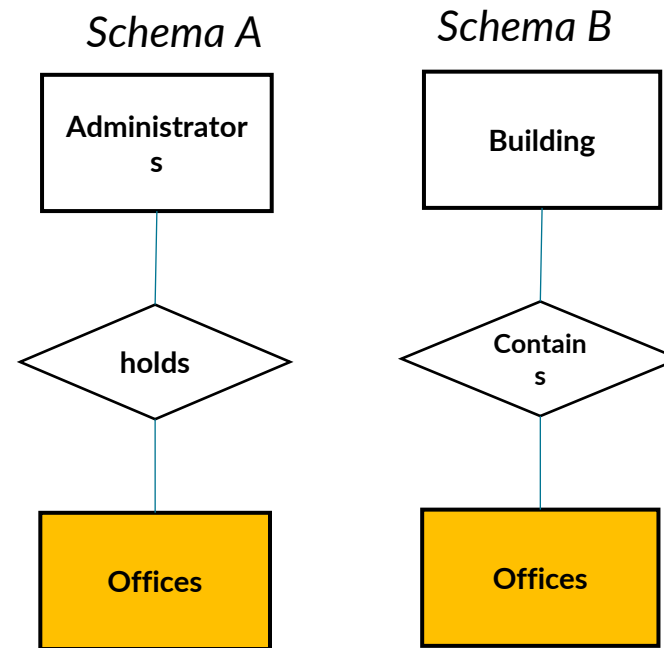 Schema A
Administrator
s
holds
Offices
Schema B
Building
Contain
s
Offices